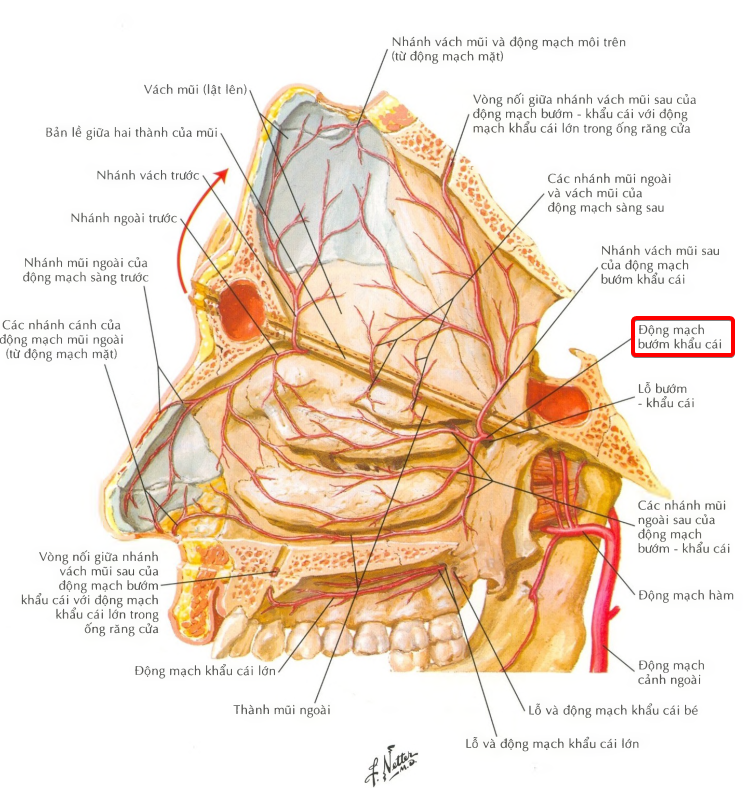 Nhánh vách mũi và động mạch môi trên
(từ động mạch mặt)
Vách mũi (lật lên)
Vòng nối giữa nhánh vách mũi sau của
động mạch bướm - khẩu cái với động
mạch khẩu cái lớn trong ống răng cửa
Bản lề giữa hai thành của mũi
Nhánh vách trước
Các nhánh mũi ngoài
và vách mũi của
động mạch sàng sau
Nhánh ngoài trước
Nhánh mũi ngoài của
động mạch sàng trước
Nhánh vách mũi sau
của động mạch
bướm khẩu cái
Các nhánh cánh của
động mạch mũi ngoài
(từ động mạch mặt)
Động mạch
bướm khẩu cái
Lỗ bướm
- khẩu cái
Các nhánh mũi
ngoài sau của
động mạch
bướm - khẩu cái
Vòng nối giữa nhánh
vách mũi sau của
động mạch bướm
khẩu cái với động mạch
khẩu cái lớn trong
ống răng cửa
Động mạch hàm
Động mạch khẩu cái lớn
Động mạch
cảnh ngoài
Thành mũi ngoài
Lỗ và động mạch khẩu cái bé
Lỗ và động mạch khẩu cái lớn
F. Netter
M.D.